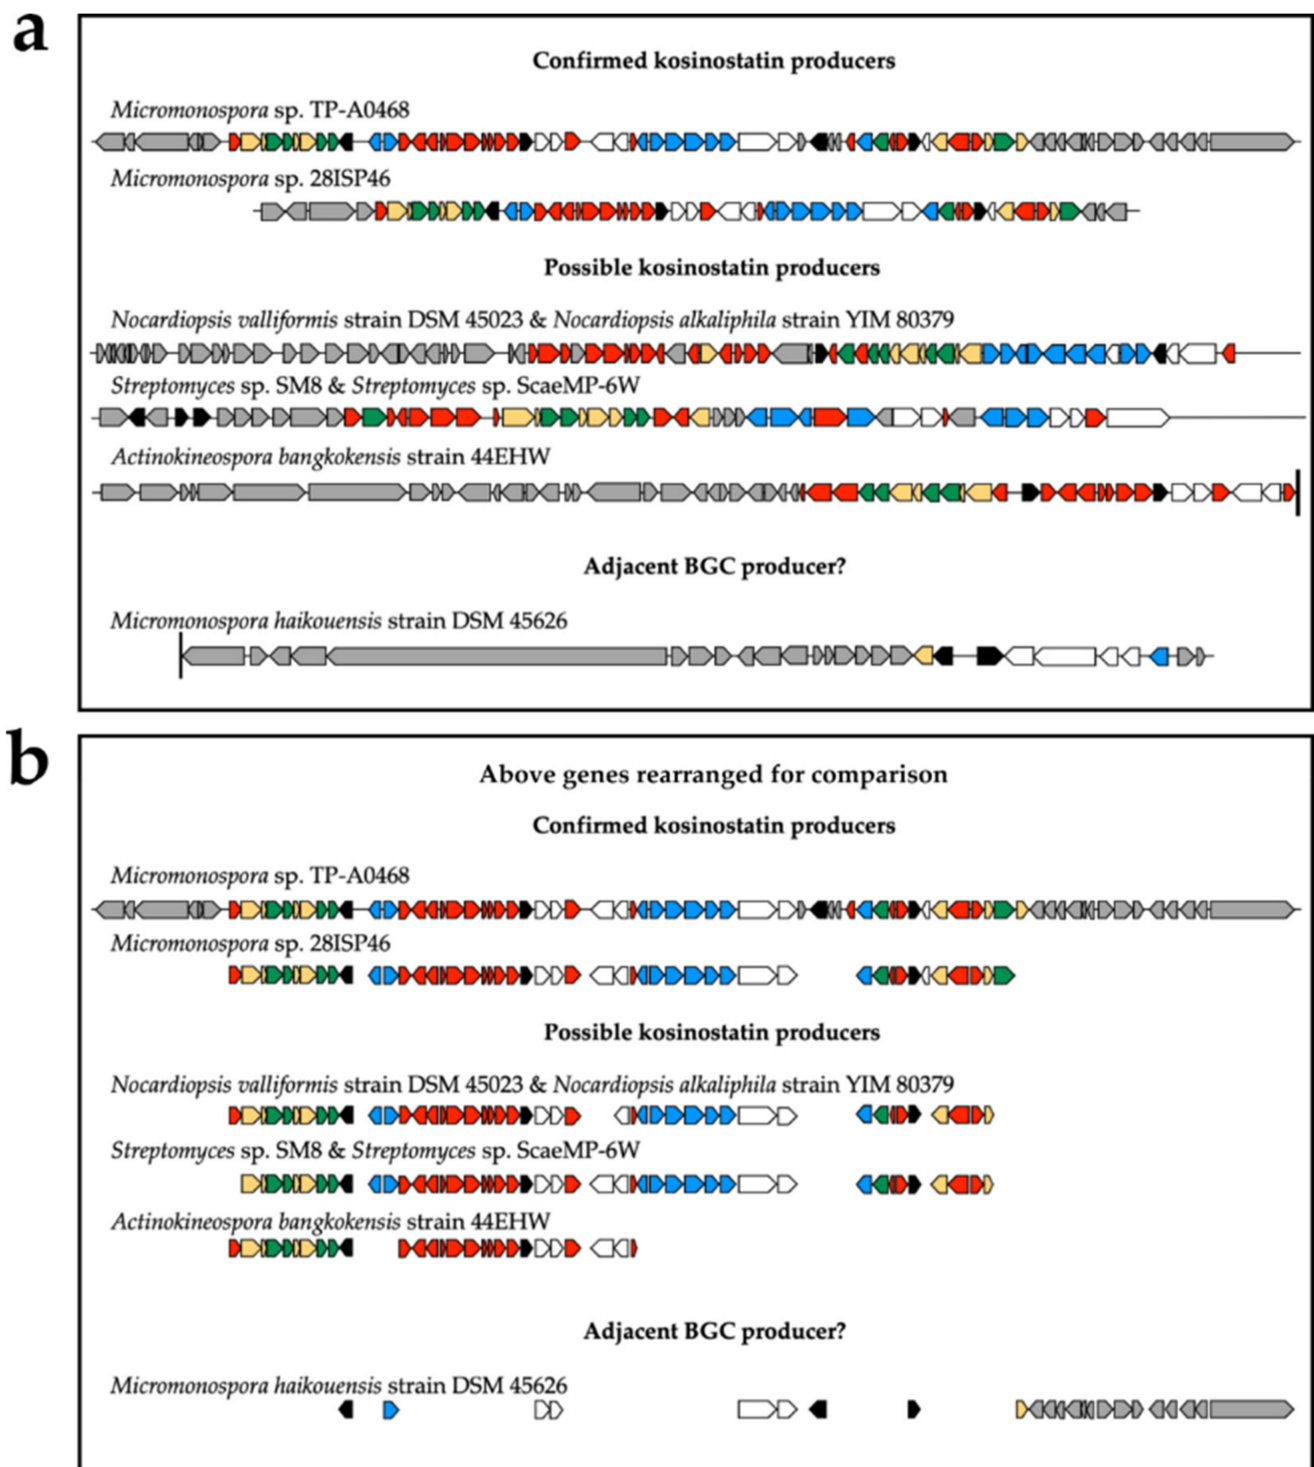 a
Confirmed kosinostatin producers
Micromonospora sp. TP-A0468
Micromonospora sp. 28ISP46
Possible kosinostatin producers
Nocardiopsis valliformis strain DSM 45023 & Nocardiopsis alkaliphila strain YIM 80379
Streptomyces sp. SM8 & Streptomyces sp. ScaeMP-6W
Actinokineospora bangkokensis strain 44EHW
Adjacent BGC producer?
Micromonospora haikouensis strain DSM 45626
b
Above genes rearranged for comparison
Confirmed kosinostatin producers
Micromonospora sp. TP-A0468
Micromonospora sp. 28ISP46
Possible kosinostatin producers
Nocardiopsis valliformis strain DSM 45023 & Nocardiopsis alkaliphila strain YIM 80379
Streptomyces sp. SM8 & Streptomyces sp. ScaeMP-6W
Actinokineospora bangkokensis strain 44EHW
Adjacent BGC producer?
Micromonospora haikouensis strain DSM 45626